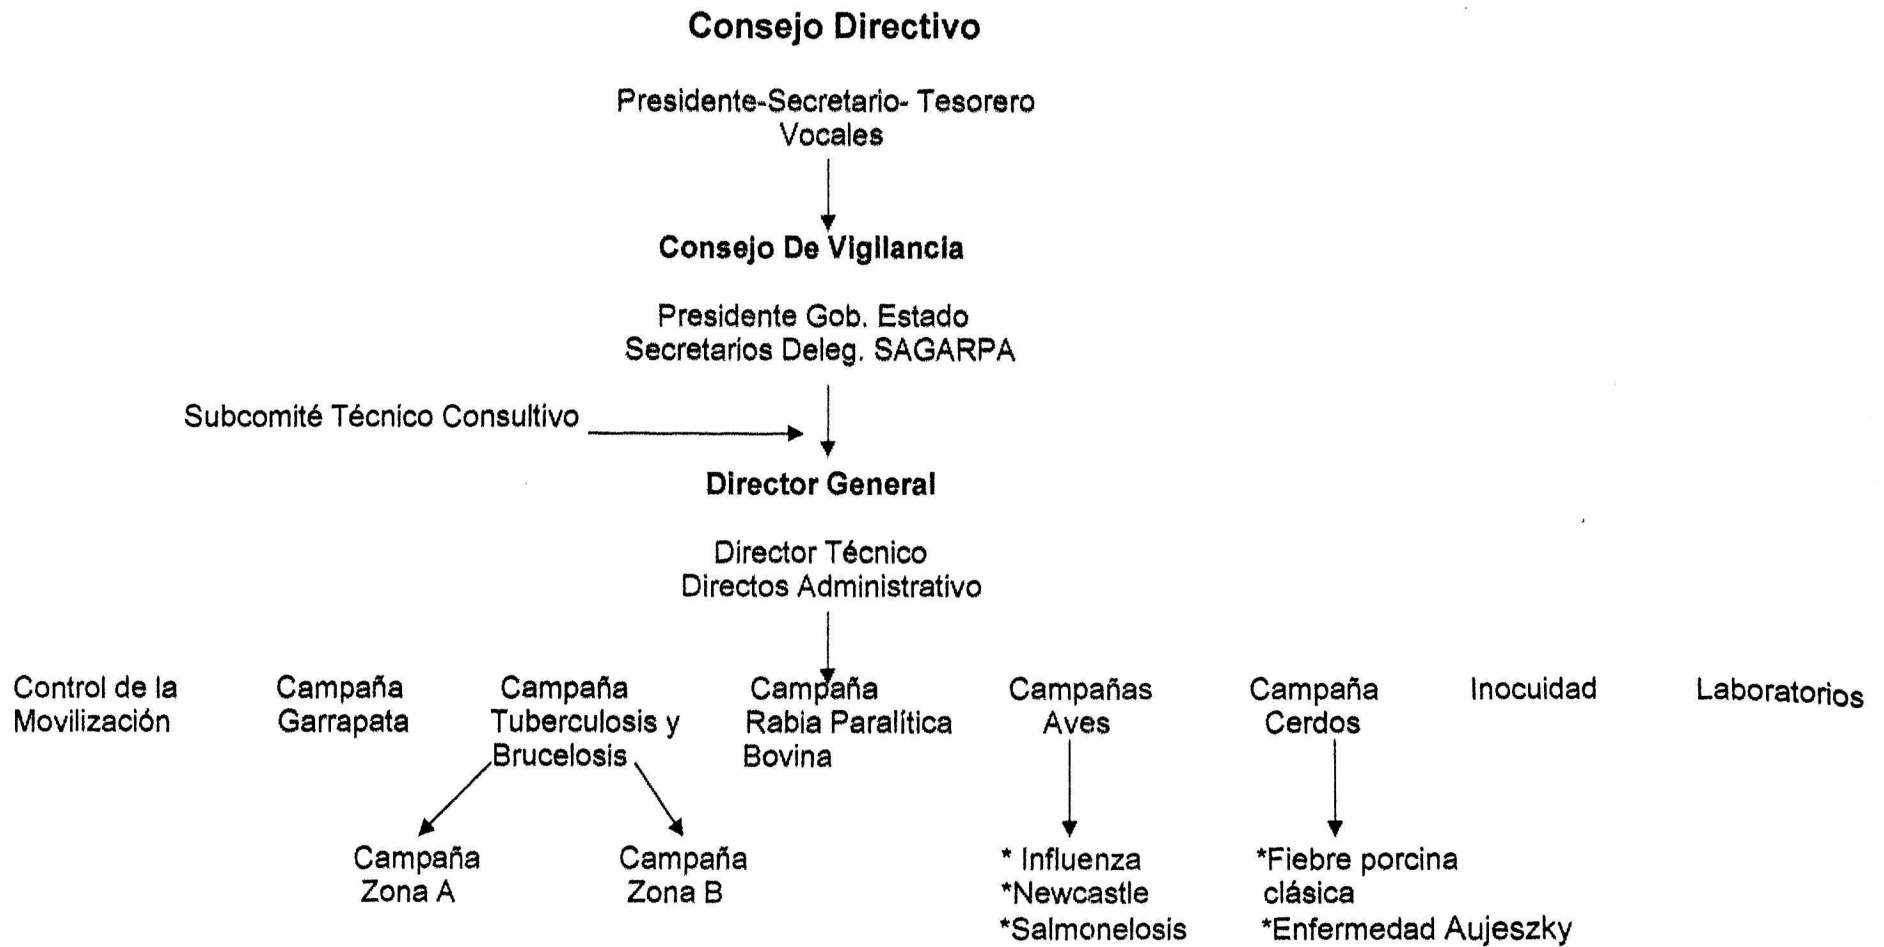 Consejo Directivo
Presidente-Secretario- Tesorero
Vocales
Consejo De Vigilancia
Presidente Gob. Estado
Secretarios Deleg. SAGARPA
Subcomité Técnico Consultivo
Director General
Director Técnico
Directos Administrativo
Control de la
Movilización
Campaña
Garrapata
Campaña
Tuberculosis y
Brucelosis
Campaña
Rabia Paralítica
Bovina
Campañas
Aves
Campaña
Cerdos
Inocuidad
Laboratorios
Campaña
Zona A
Campaña
Zona B
* Influenza
*Newcastle
*Salmonelosis
*Fiebre porcina
clásica
*Enfermedad Aujeszky